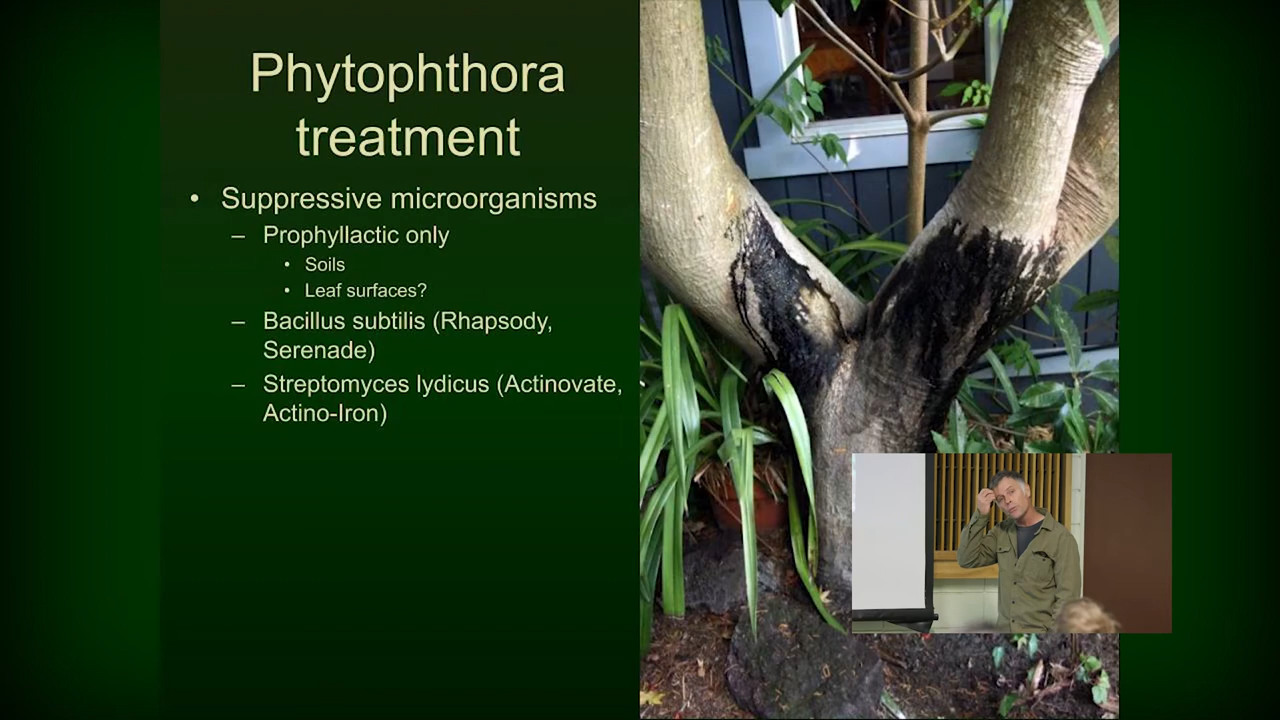 Phytophthora
treatment
• Suppressive microorganisms
– Prophyllactic only
• Soils
• Leaf surfaces?
– Bacillus subtilis (Rhapsody,
Serenade)
– Streptomyces lydicus (Actinovate,
Actino-Iron)